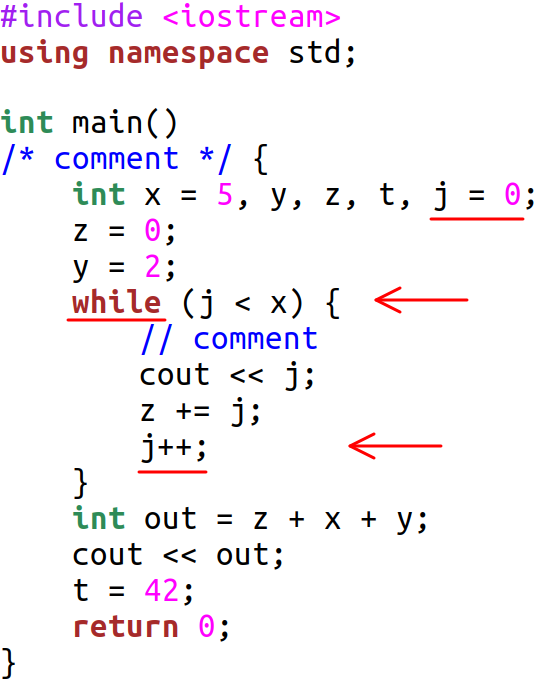 #include <iostream>
using namespace std;
int main()
/* comment */ {
int x = 5, y, z, t, j = 0;
z = 0;
y = 2;
while (j < x) {
// comment
cout << j;
z += j;
j++;
}
int out = z + x + y;
cout << out;
t = 42;
return 0;
}